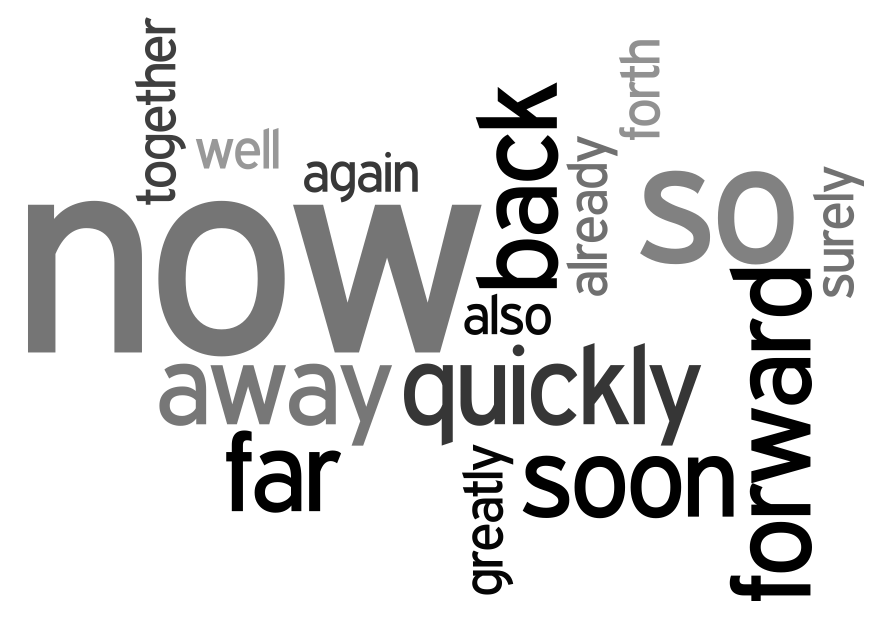 together
well
again
now
back
already
forth
so
surely
also
away
quickly
forward
far
soon
greatly